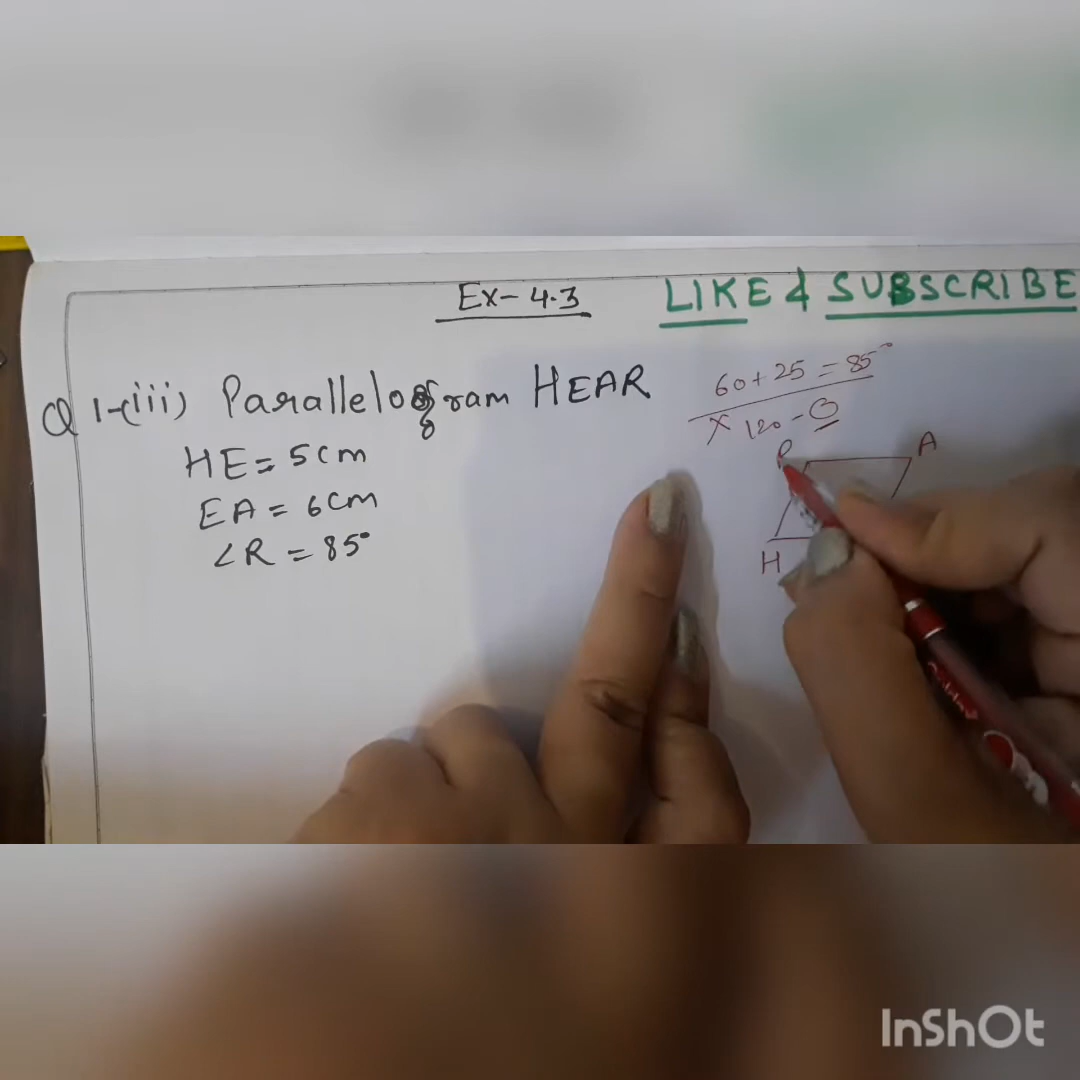 Ex-4.3
LIKE & SUBSCRIBE
Q 1-(iii) Parallelogram HEAR
60+25=85°
X 120-
HE=5cm
EA=6cm
∠R=85°
R A
H
InShOt